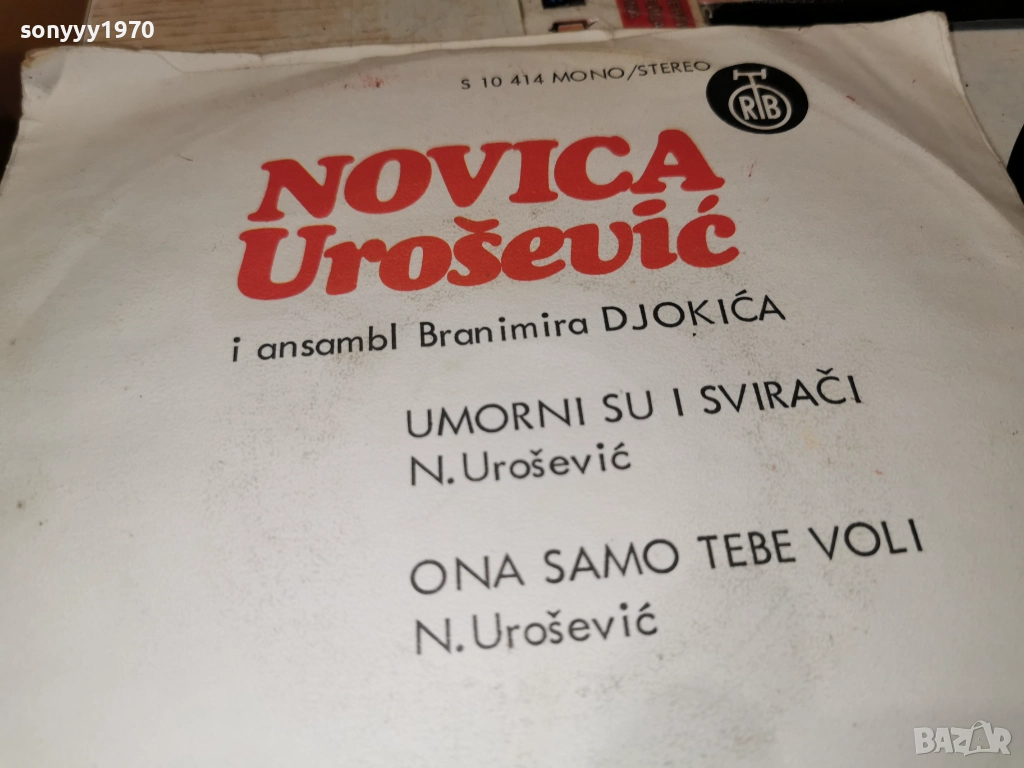 sonyyy1970
S 10 414 MONO/STEREO
RTB
NOVICA
Urošević
i ansambl Branimira DJOKIĆA
UMORNI SU I SVIRAČI
N.Urošević
ONA SAMO TEBE VOLI
N.Urošević
BAZAR